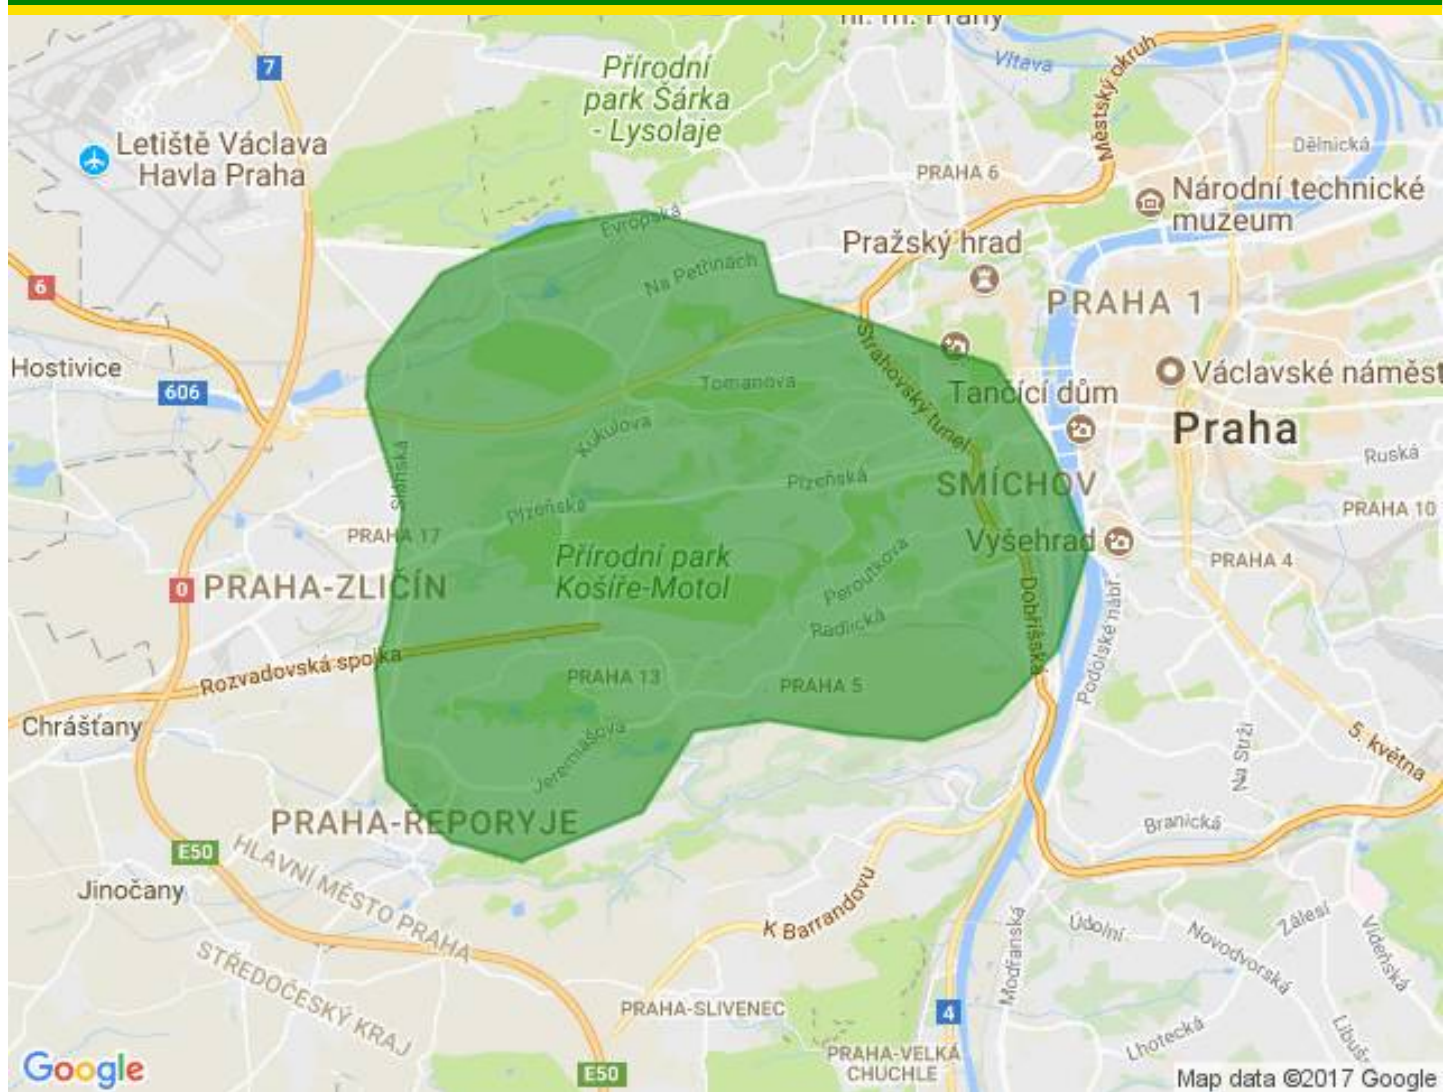 hl. m. Prahy
Vltava
Městský okruh
7
Přírodní
park Šárka
- Lysolaje
Dělnická
Letiště Václava
Havla Praha
PRAHA 6
Národní technické
muzeum
Evropská
Pražský hrad
Na Petřinách
6
PRAHA 1
Strahovský tunel
Hostivice
606
Tomanova
Tančící dům
Václavské náměst
Praha
Kukulova
Ruská
Slánská
Plzeňská
SMÍCHOV
Plzeňská
PRAHA 10
PRAHA 17
Vyšehrad
PRAHA 4
Přírodní park
Košíře-Motol
Peroutkova
0
PRAHA-ZLIČÍN
Radlická
Dobříšská
Podolské nábř.
Rozvadovská spojka
PRAHA 13
PRAHA 5
Chrášťany
Jeremiášova
Na Strži
5. května
PRAHA-ŘEPORYJE
Branická
E50
HLAVNÍ MĚSTO PRAHA
Jinočany
K Barrandovu
STŘEDOČESKÝ KRAJ
Modřanská
Údolní
Novodvorská
Zálesí
Vídeňská
PRAHA-SLIVENEC
4
Lhotecká
Libuš
PRAHA-VELKÁ
CHUCHLE
Google
E50
Map data ©2017 Google